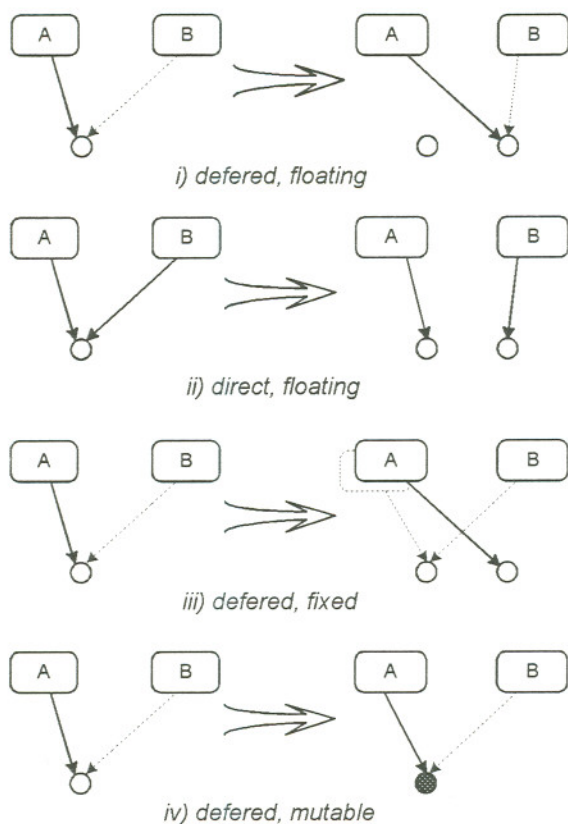 A B A B
i) defered, floating
A B A B
ii) direct, floating
A B A B
iii) defered, fixed
A B A B
iv) defered, mutable